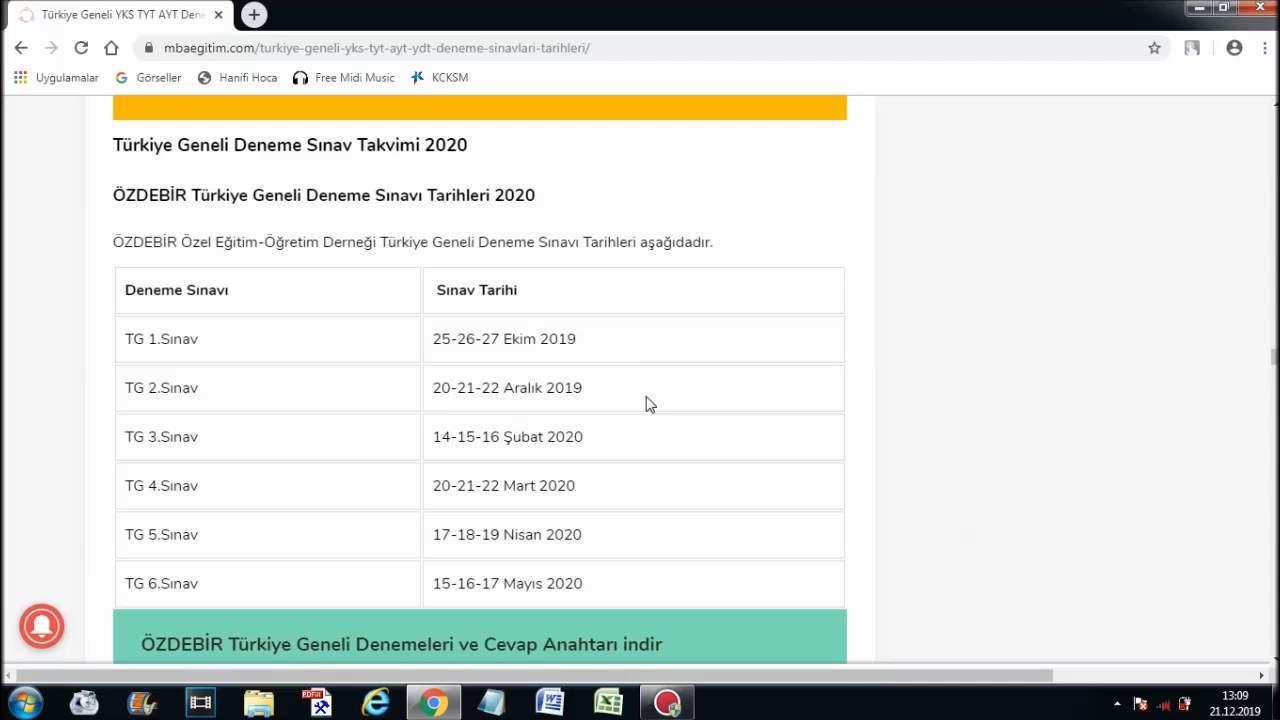 Türkiye Geneli YKS TYT AYT Dene
mbaegitim.com/turkiye-geneli-yks-tyt-ayt-ydt-deneme-sinavlari-tarihleri/
Uygulamalar Görseller Hanifi Hoca Free Midi Music KCKSM
Türkiye Geneli Deneme Sınav Takvimi 2020
ÖZDEBİR Türkiye Geneli Deneme Sınavı Tarihleri 2020
ÖZDEBİR Özel Eğitim-Öğretim Derneği Türkiye Geneli Deneme Sınavı Tarihleri aşağıdadır.
Deneme Sınavı Sınav Tarihi
TG 1.Sınav 25-26-27 Ekim 2019
TG 2.Sınav 20-21-22 Aralık 2019
TG 3.Sınav 14-15-16 Şubat 2020
TG 4.Sınav 20-21-22 Mart 2020
TG 5.Sınav 17-18-19 Nisan 2020
TG 6.Sınav 15-16-17 Mayıs 2020
ÖZDEBİR Türkiye Geneli Denemeleri ve Cevap Anahtarı indir
PDFill
13:09
21.12.2019